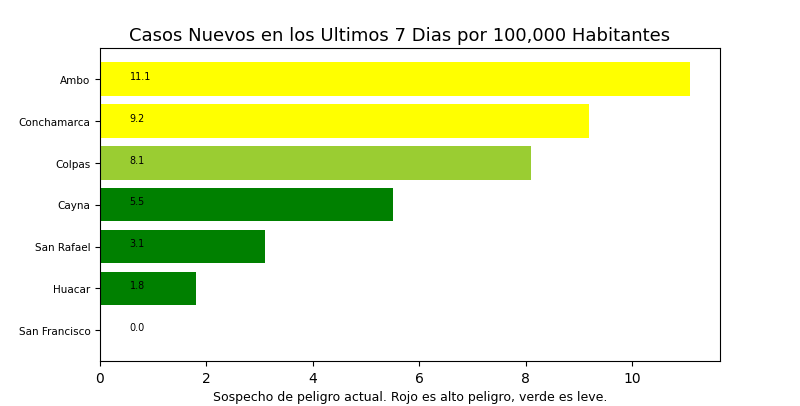 Casos Nuevos en los Ultimos 7 Dias por 100,000 Habitantes
Ambo 11.1
Conchamarca 9.2
Colpas 8.1
Cayna 5.5
San Rafael 3.1
Huacar 1.8
San Francisco 0.0
0 2 4 6 8 10
Sospecho de peligro actual. Rojo es alto peligro, verde es leve.